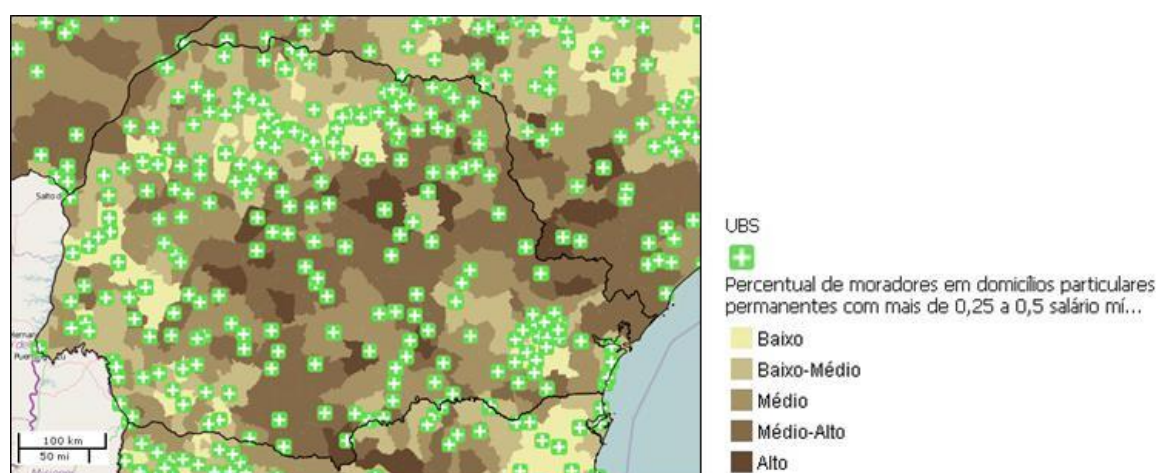 Salto d
100 km
50 mi
UBS
Percentual de moradores em domicílios particulares
permanentes com mais de 0,25 a 0,5 salário mí...
Baixo
Baixo-Médio
Médio
Médio-Alto
Alto